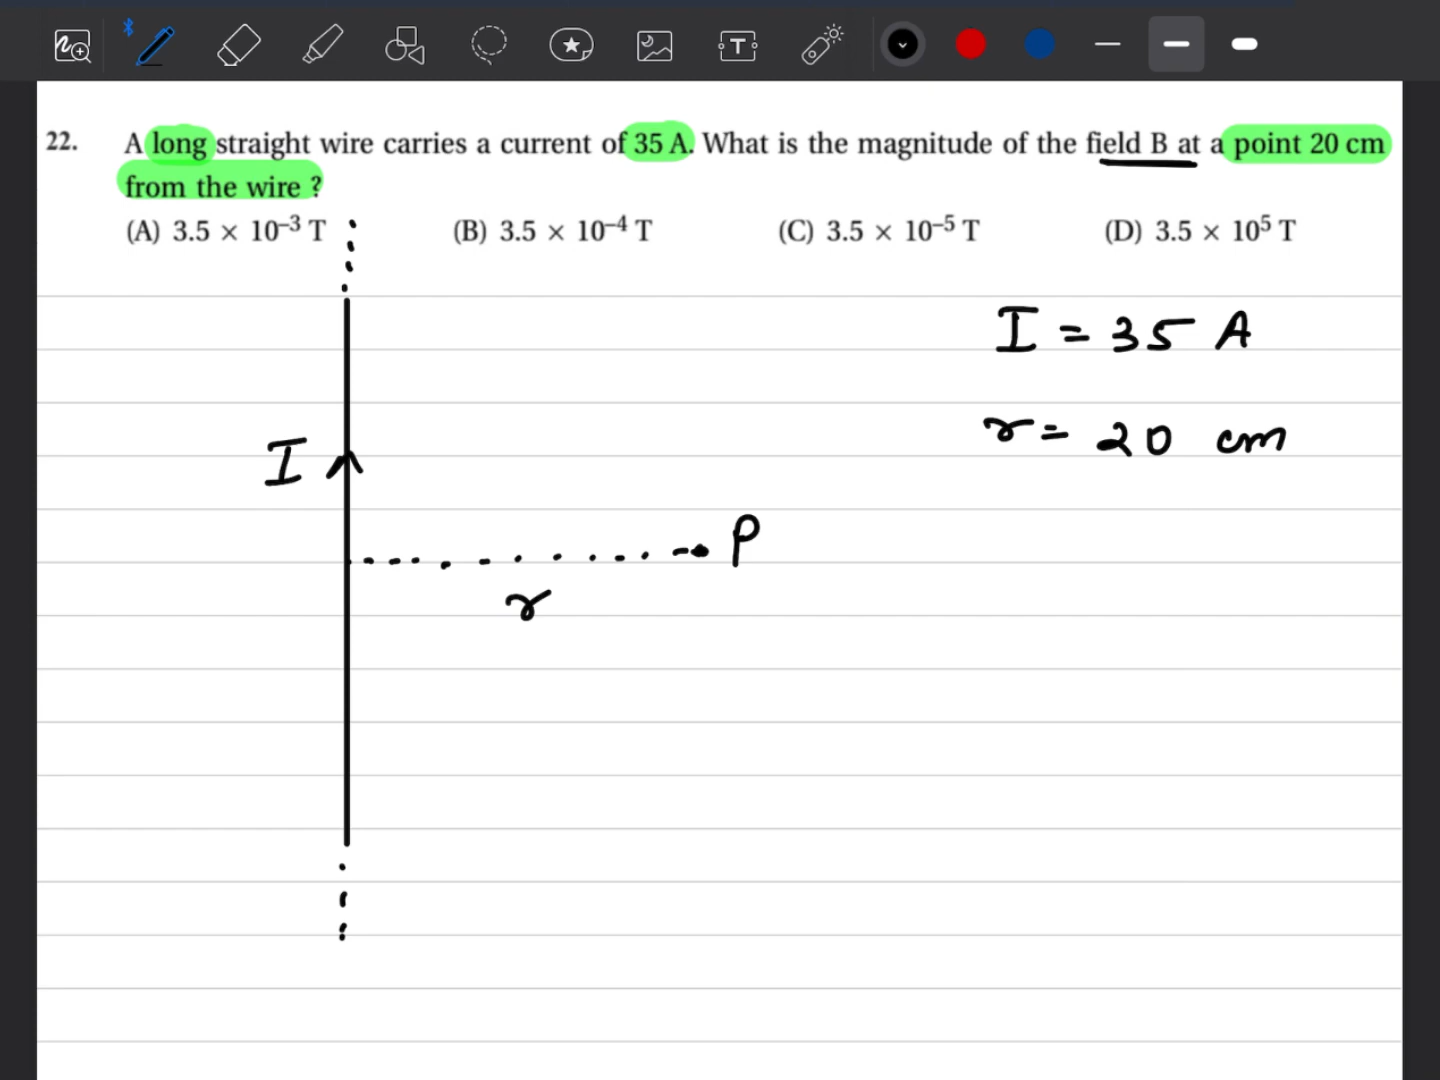 22. A long straight wire carries a current of 35 A. What is the magnitude of the field B at a point 20 cm
from the wire ?
(A) 3.5 × 10⁻³ T (B) 3.5 × 10⁻⁴ T (C) 3.5 × 10⁻⁵ T (D) 3.5 × 10⁵ T
I = 35 A
r = 20 cm
I
P
r